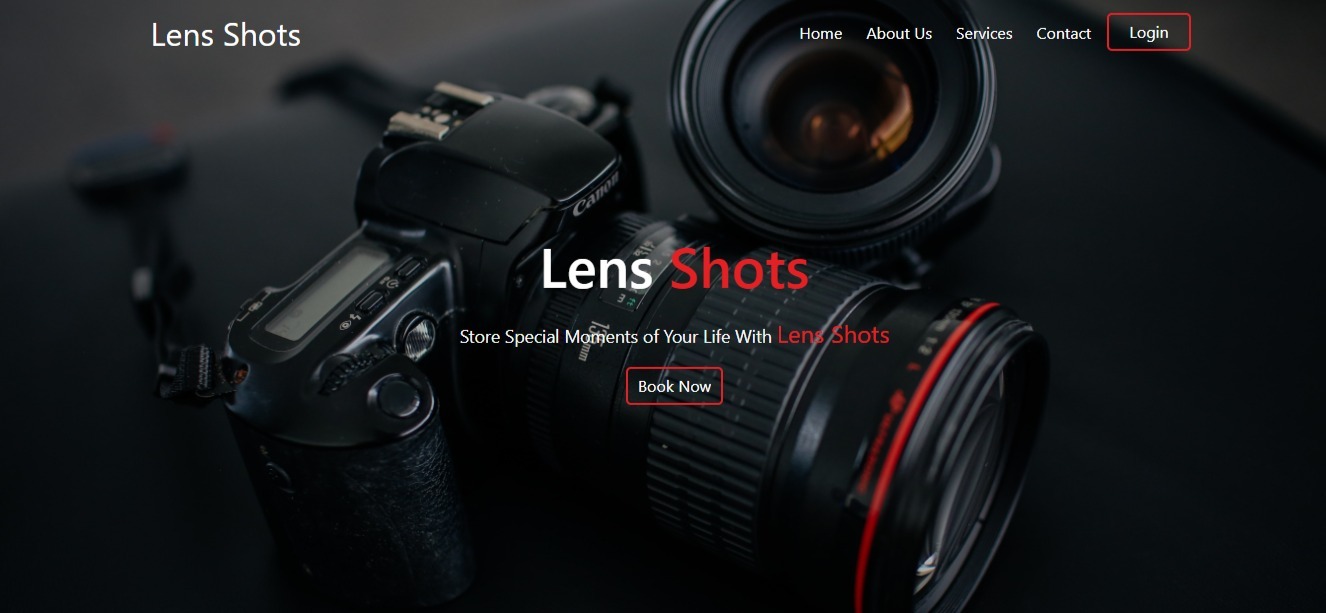 Lens Shots
Home About Us Services Contact Login
Canon
Lens Shots
Store Special Moments of Your Life With Lens Shots
Book Now